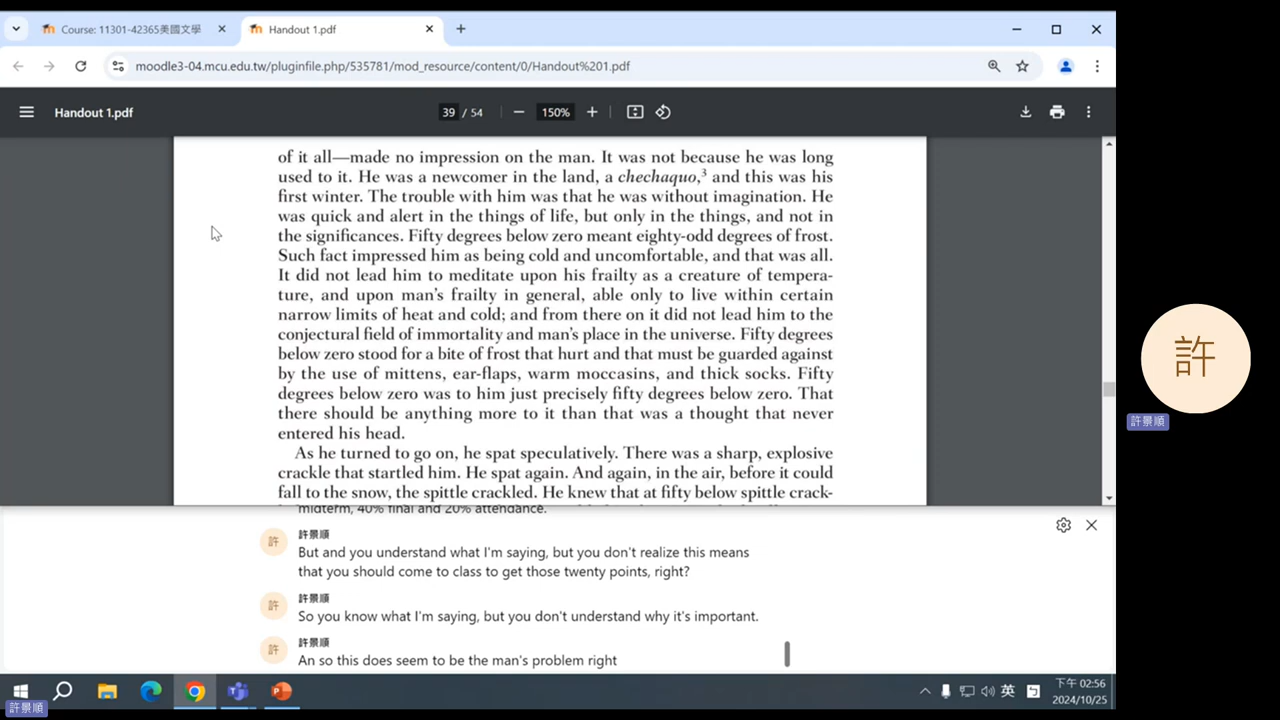 Course: 11301-42365美國文學
Handout 1.pdf
moodle3-04.mcu.edu.tw/pluginfile.php/535781/mod_resource/content/0/Handout%201.pdf
Handout 1.pdf
39 / 54
150%
of it all—made no impression on the man. It was not because he was long
used to it. He was a newcomer in the land, a chechaquo,³ and this was his
first winter. The trouble with him was that he was without imagination. He
was quick and alert in the things of life, but only in the things, and not in
the significances. Fifty degrees below zero meant eighty-odd degrees of frost.
Such fact impressed him as being cold and uncomfortable, and that was all.
It did not lead him to meditate upon his frailty as a creature of tempera-
ture, and upon man's frailty in general, able only to live within certain
narrow limits of heat and cold; and from there on it did not lead him to the
conjectural field of immortality and man's place in the universe. Fifty degrees
below zero stood for a bite of frost that hurt and that must be guarded against
by the use of mittens, ear-flaps, warm moccasins, and thick socks. Fifty
degrees below zero was to him just precisely fifty degrees below zero. That
there should be anything more to it than that was a thought that never
entered his head.
As he turned to go on, he spat speculatively. There was a sharp, explosive
crackle that startled him. He spat again. And again, in the air, before it could
fall to the snow, the spittle crackled. He knew that at fifty below spittle crack-
midterm, 40% final and 20% attendance.
許
許景順
But and you understand what I'm saying, but you don't realize this means
that you should come to class to get those twenty points, right?
許
許景順
So you know what I'm saying, but you don't understand why it's important.
許
許景順
An so this does seem to be the man's problem right
許
許景順
英
下午 02:56
2024/10/25
許景順